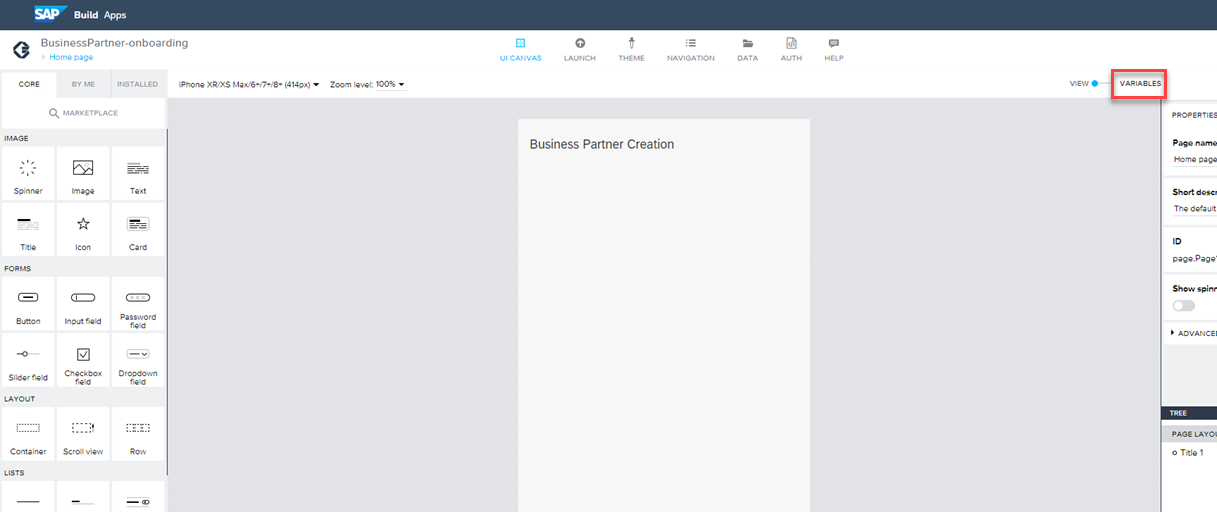 SAP Build Apps
BusinessPartner-onboarding
› Home page
UI CANVAS
LAUNCH
THEME
NAVIGATION
DATA
AUTH
HELP
CORE
BY ME
INSTALLED
iPhone XR/XS Max/6+/7+/8+ (414px)
Zoom level: 100%
VIEW
VARIABLES
MARKETPLACE
IMAGE
Spinner
Image
Text
Title
Icon
Card
FORMS
Button
Input field
Password
field
Slider field
Checkbox
field
Dropdown
field
LAYOUT
Container
Scroll view
Row
LISTS
Business Partner Creation
PROPERTIES
Page name
Home page
Short descr
The default
ID
page.Page1
Show spinn
ADVANCED
TREE
PAGE LAYOU
Title 1